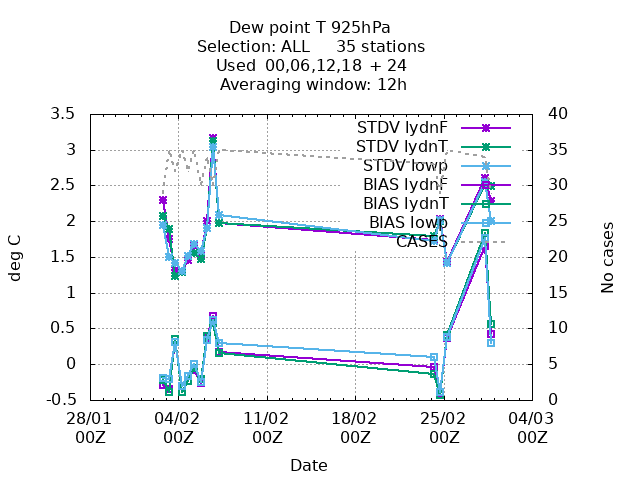 Dew point T 925hPa
Selection: ALL 35 stations
Used 00,06,12,18 + 24
Averaging window: 12h
3.5
3
2.5
2
1.5
1
0.5
0
-0.5
deg C
40
35
30
25
20
15
10
5
0
No cases
STDV lydnF
STDV lydnT
STDV lowp
BIAS lydnF
BIAS lydnT
BIAS lowp
CASES
28/01 04/02 11/02 18/02 25/02 04/03
00Z 00Z 00Z 00Z 00Z 00Z
Date